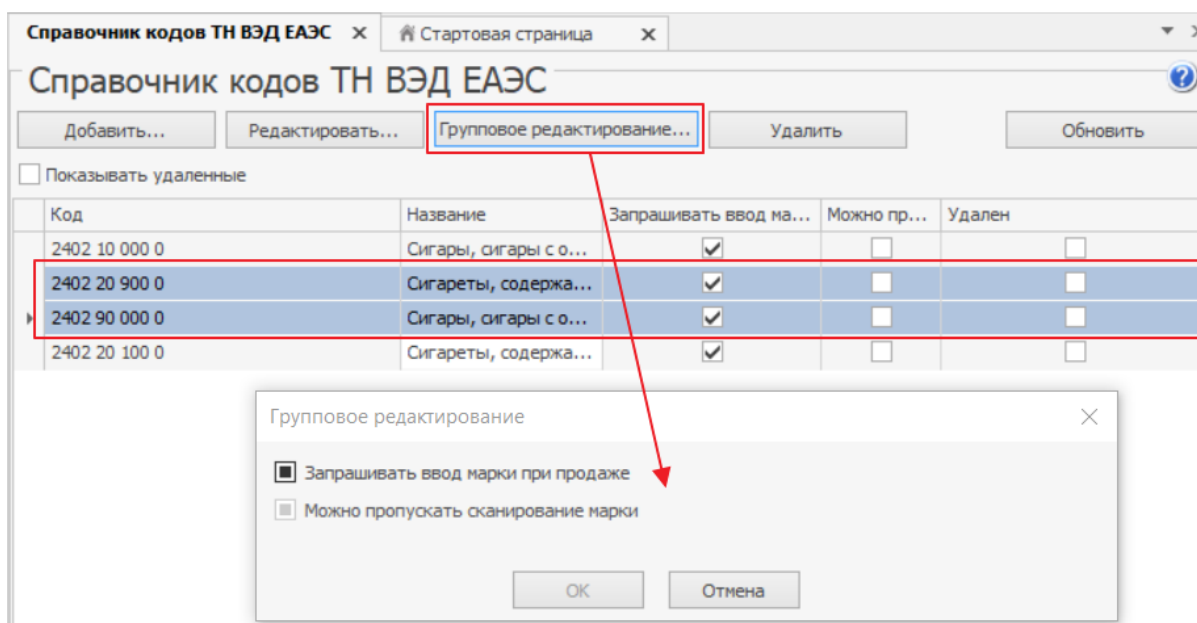 Справочник кодов ТН ВЭД ЕАЭС Стартовая страница
Справочник кодов ТН ВЭД ЕАЭС
Добавить... Редактировать... Групповое редактирование... Удалить Обновить
Показывать удаленные
Код Название Запрашивать ввод ма... Можно пр... Удален
2402 10 000 0 Сигары, сигары с о...
2402 20 900 0 Сигареты, содержа...
2402 90 000 0 Сигары, сигары с о...
2402 20 100 0 Сигареты, содержа...
Групповое редактирование
Запрашивать ввод марки при продаже
Можно пропускать сканирование марки
OK Отмена